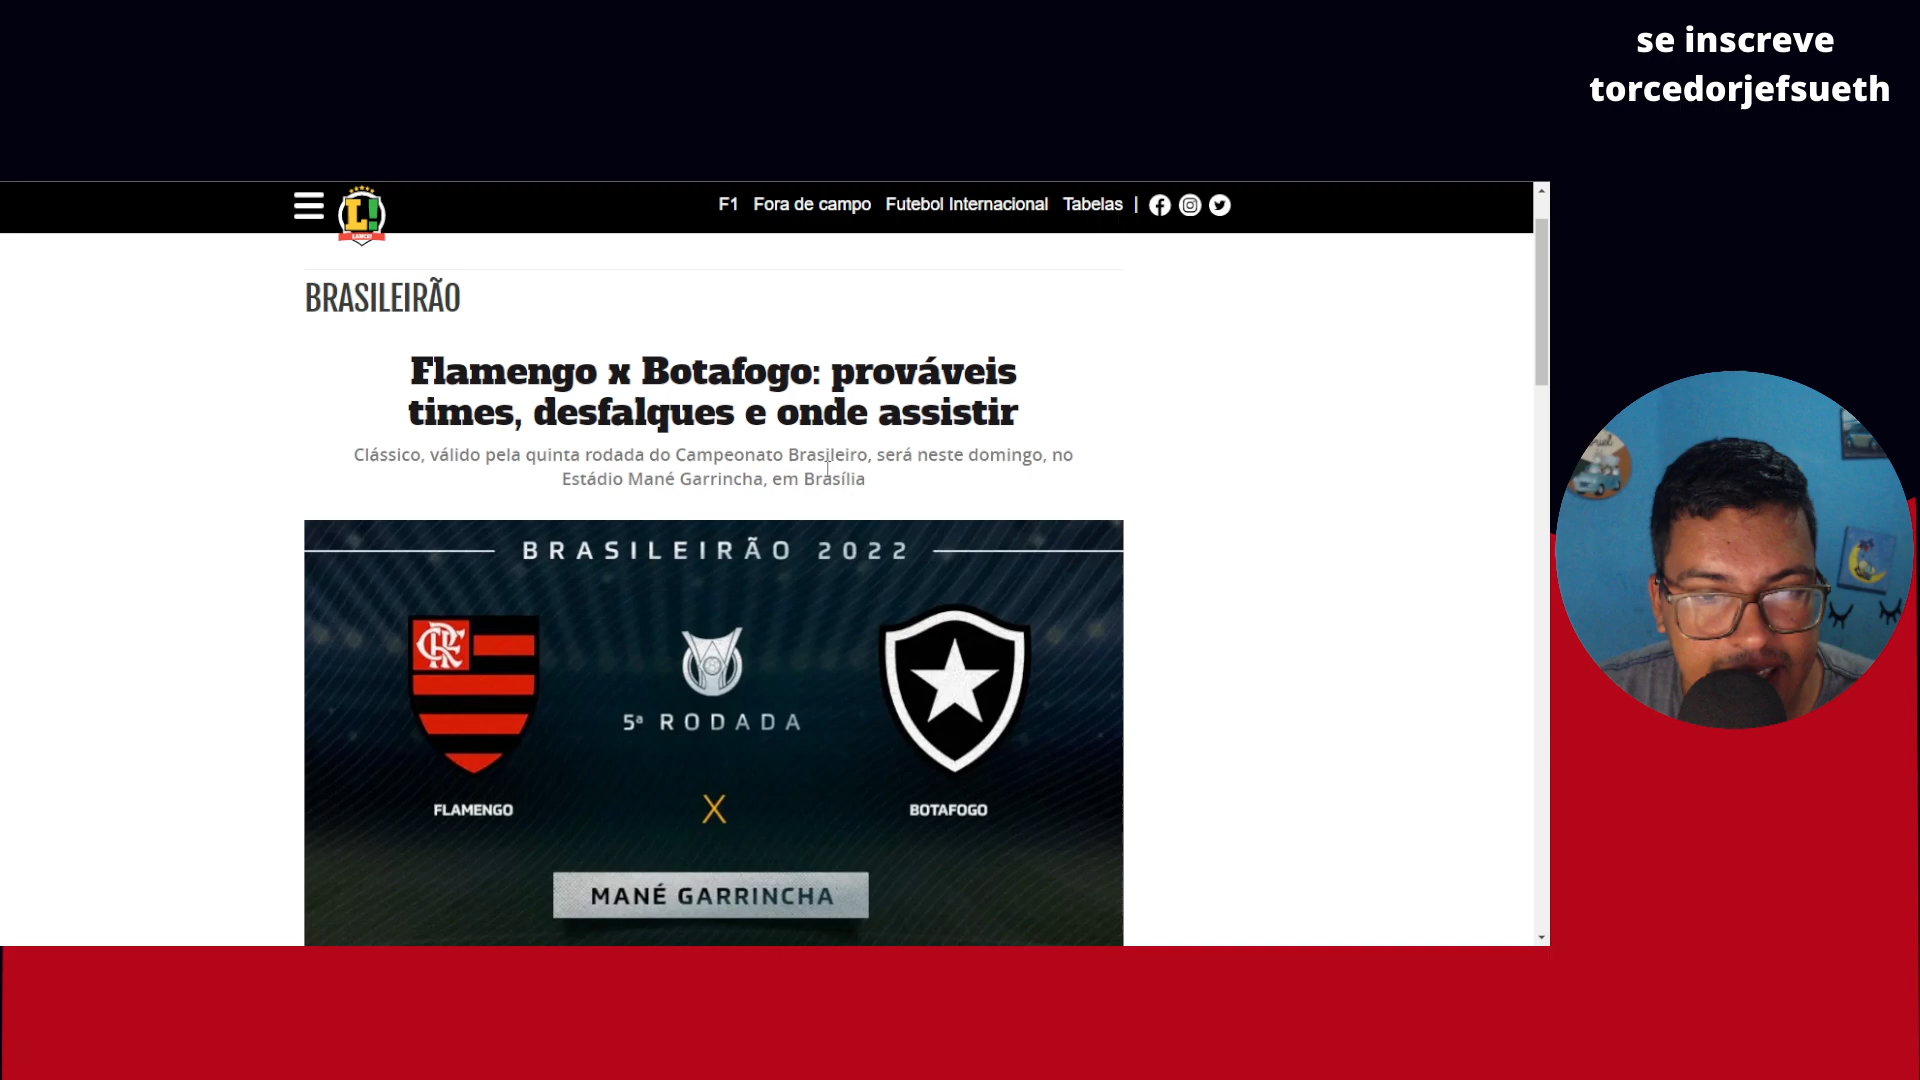 se inscreve
torcedorjefsueth
L!
LANCE!
F1 Fora de campo Futebol Internacional Tabelas |
BRASILEIRÃO
Flamengo x Botafogo: prováveis
times, desfalques e onde assistir
Clássico, válido pela quinta rodada do Campeonato Brasileiro, será neste domingo, no
Estádio Mané Garrincha, em Brasília
BRASILEIRÃO 2022
CRF
5ª RODADA
FLAMENGO
X
BOTAFOGO
MANÉ GARRINCHA